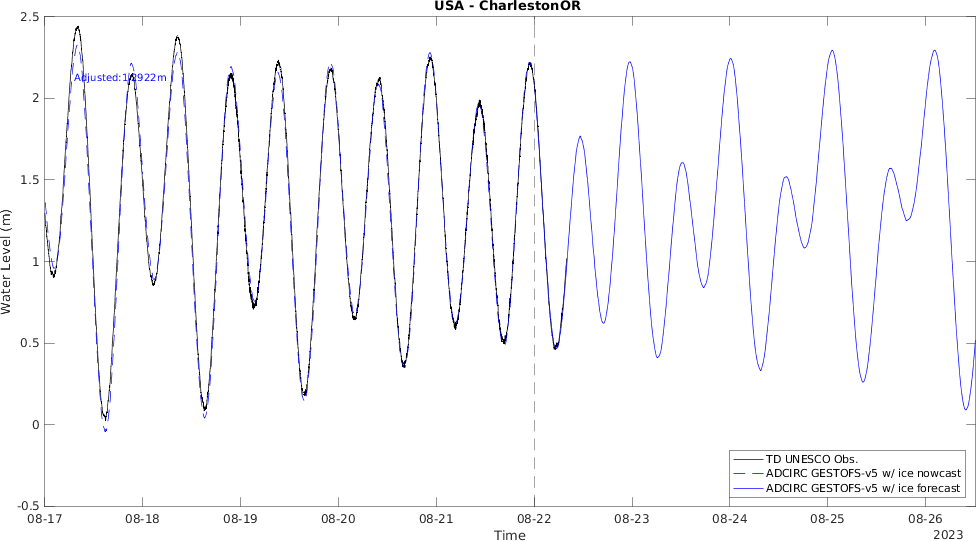 USA - CharlestonOR
2.5
2
1.5
1
0.5
0
-0.5
Water Level (m)
08-17 08-18 08-19 08-20 08-21 08-22 08-23 08-24 08-25 08-26
Time
2023
TD UNESCO Obs.
ADCIRC GESTOFS-v5 w/ ice nowcast
ADCIRC GESTOFS-v5 w/ ice forecast